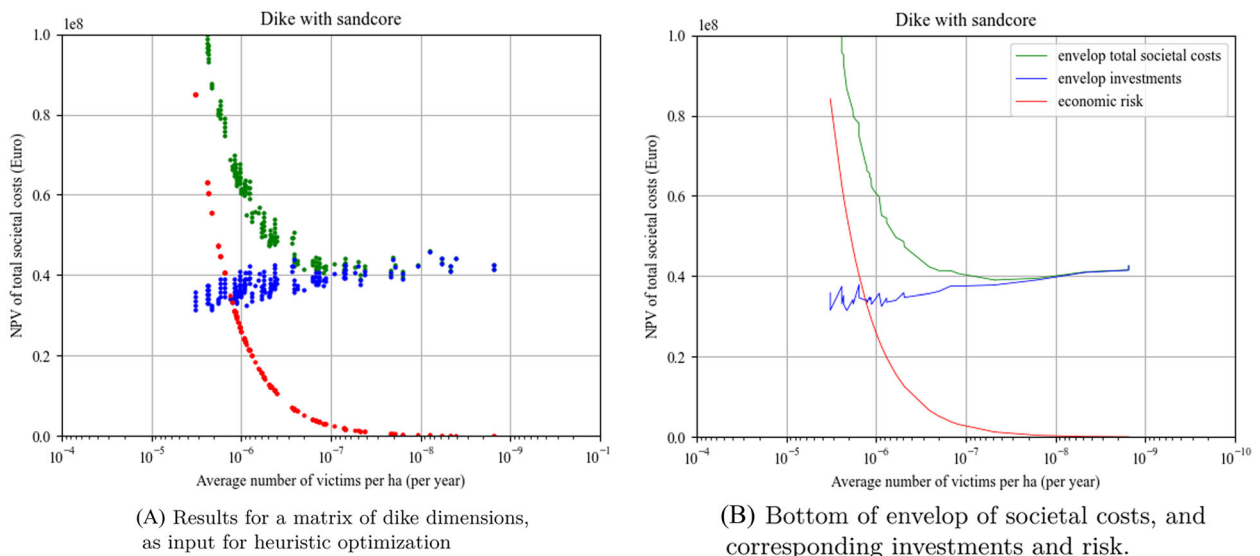 Dike with sandcore
1e8
1.0
0.8
0.6
0.4
0.2
0.0
NPV of total societal costs (Euro)
10⁻⁴ 10⁻⁵ 10⁻⁶ 10⁻⁷ 10⁻⁸ 10⁻⁹ 10⁻¹
Average number of victims per ha (per year)
(A) Results for a matrix of dike dimensions,
as input for heuristic optimization
Dike with sandcore
1e8
1.0
0.8
0.6
0.4
0.2
0.0
NPV of total societal costs (Euro)
envelop total societal costs
envelop investments
economic risk
10⁻⁴ 10⁻⁵ 10⁻⁶ 10⁻⁷ 10⁻⁸ 10⁻⁹ 10⁻¹⁰
Average number of victims per ha (per year)
(B) Bottom of envelop of societal costs, and
corresponding investments and risk.